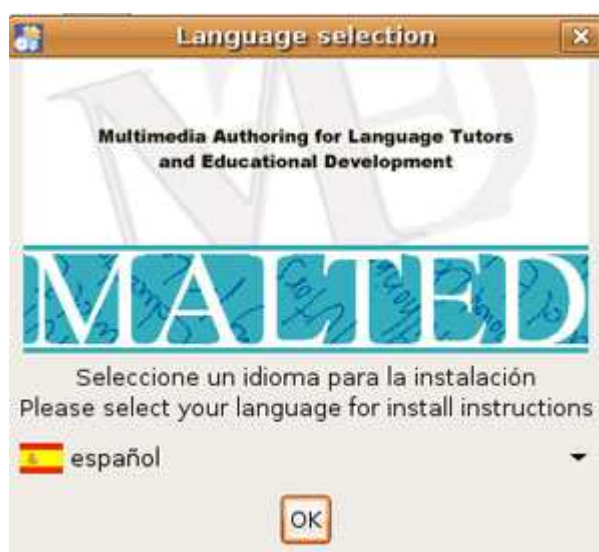 Language selection
Multimedia Authoring for Language Tutors
and Educational Development
MALTED
Seleccione un idioma para la instalación
Please select your language for install instructions
español
OK